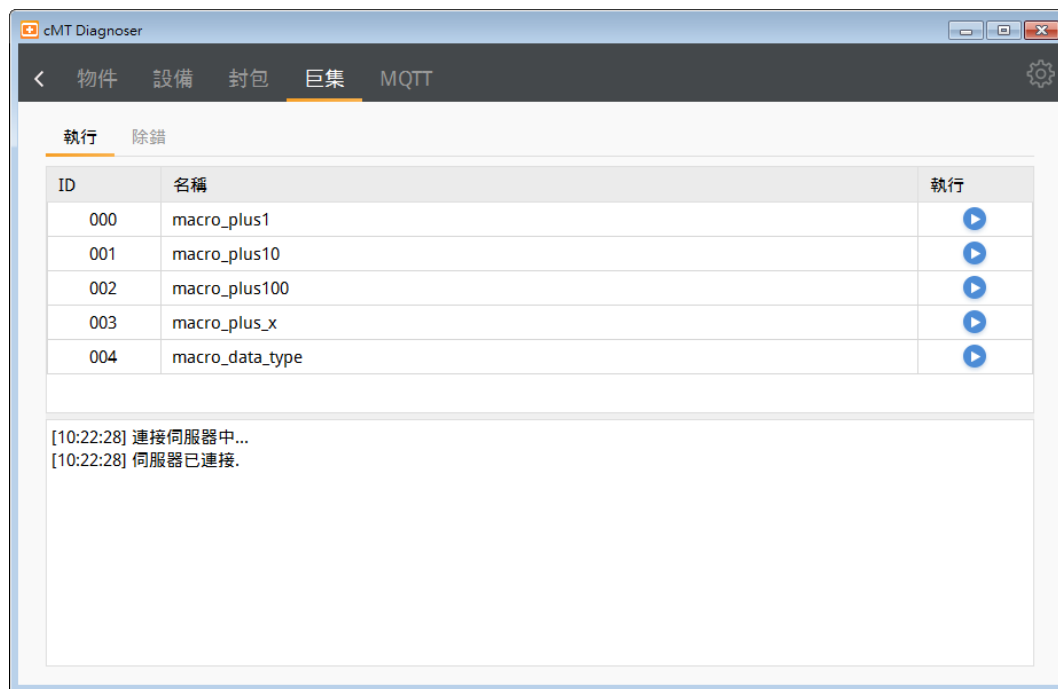 cMT Diagnoser
物件 設備 封包 巨集 MQTT
執行 除錯
ID 名稱 執行
000 macro_plus1
001 macro_plus10
002 macro_plus100
003 macro_plus_x
004 macro_data_type
[10:22:28] 連接伺服器中...
[10:22:28] 伺服器已連接.